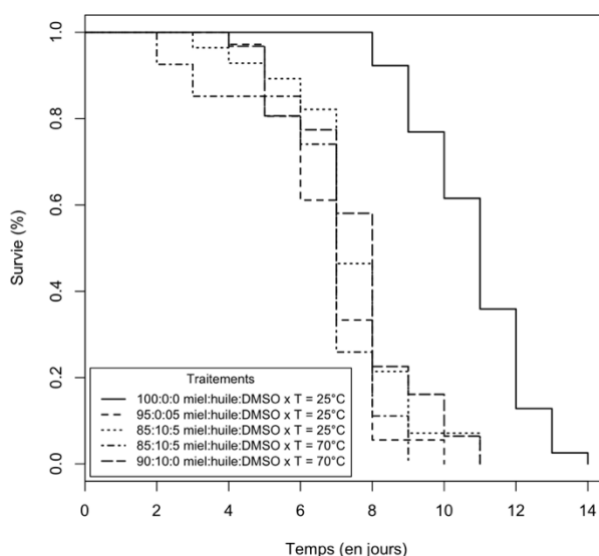 1.0
0.8
0.6
0.4
0.2
0.0
Survie (%)
Traitements
100:0:0 miel:huile:DMSO x T = 25°C
95:0:05 miel:huile:DMSO x T = 25°C
85:10:5 miel:huile:DMSO x T = 25°C
85:10:5 miel:huile:DMSO x T = 70°C
90:10:0 miel:huile:DMSO x T = 70°C
0 2 4 6 8 10 12 14
Temps (en jours)